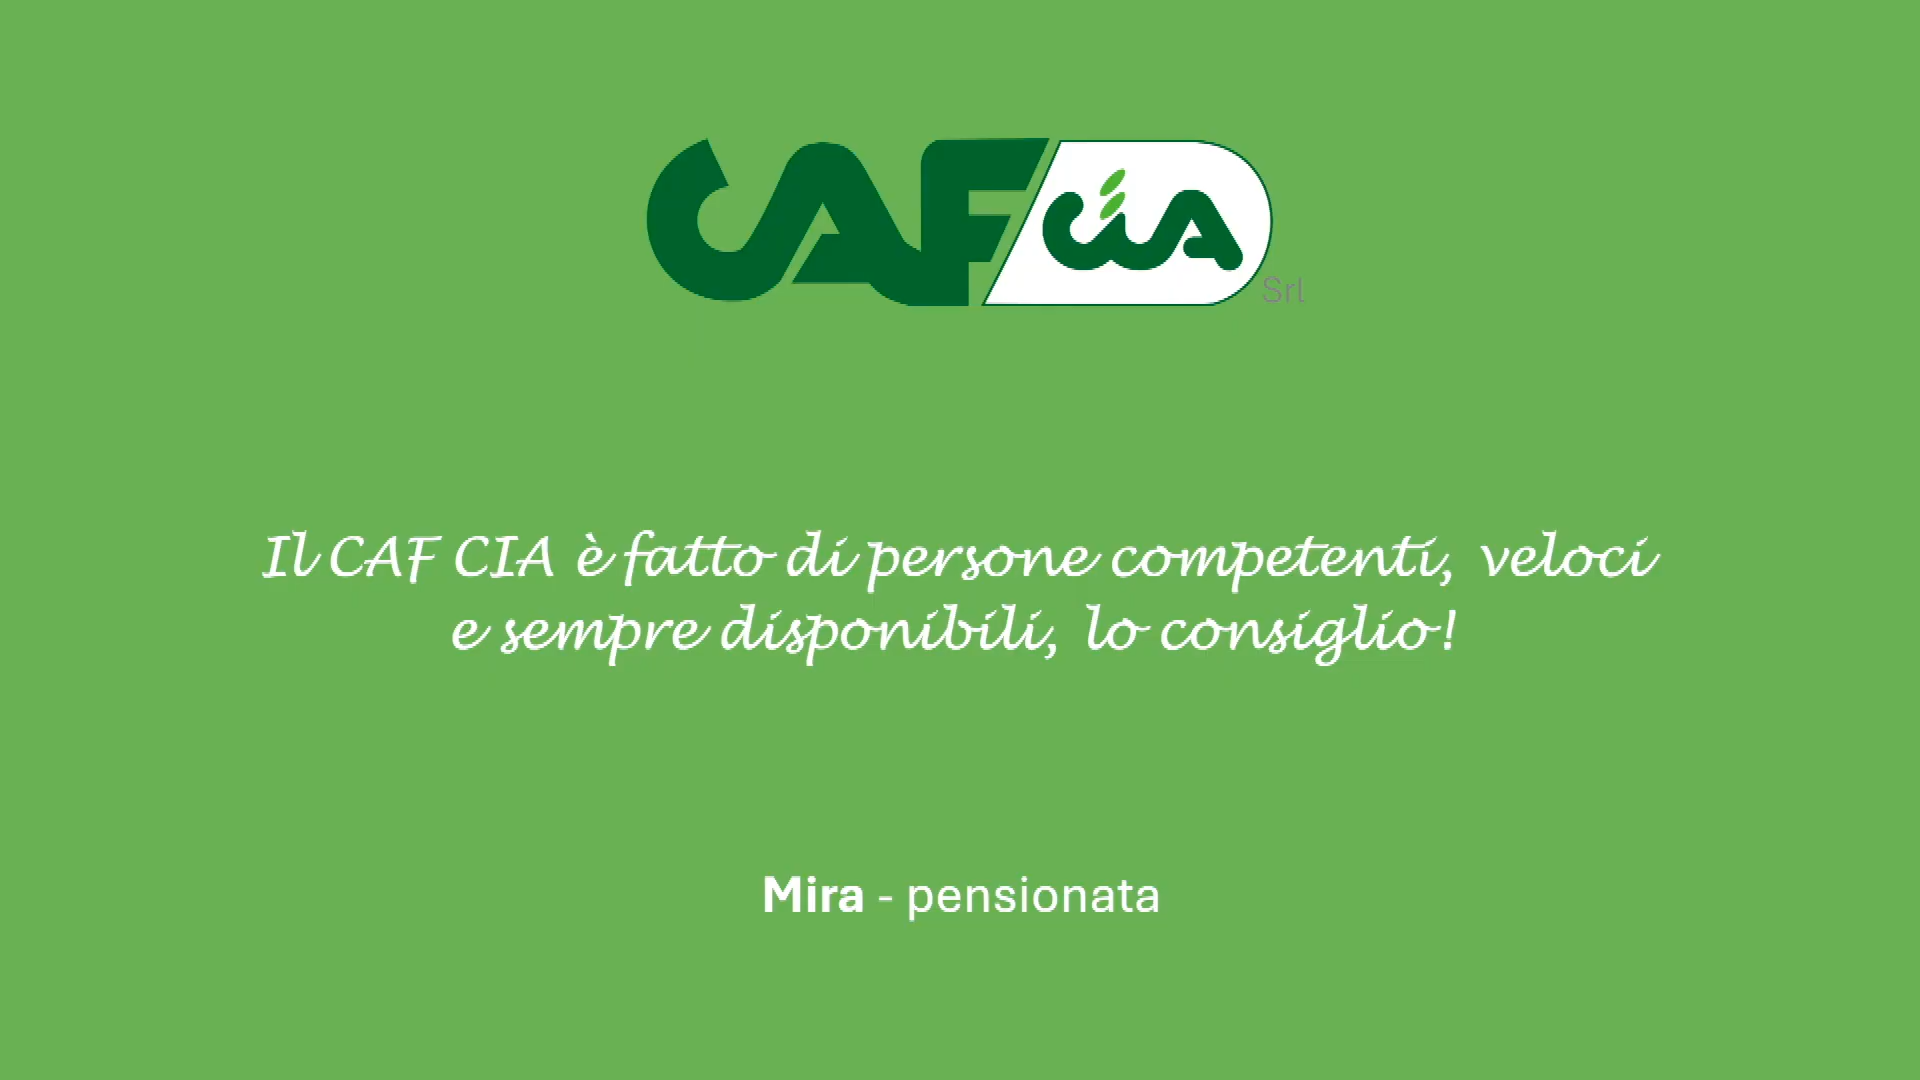 CAF CIA Srl
Il CAF CIA è fatto di persone competenti, veloci
e sempre disponibili, lo consiglio!
Mira - pensionata